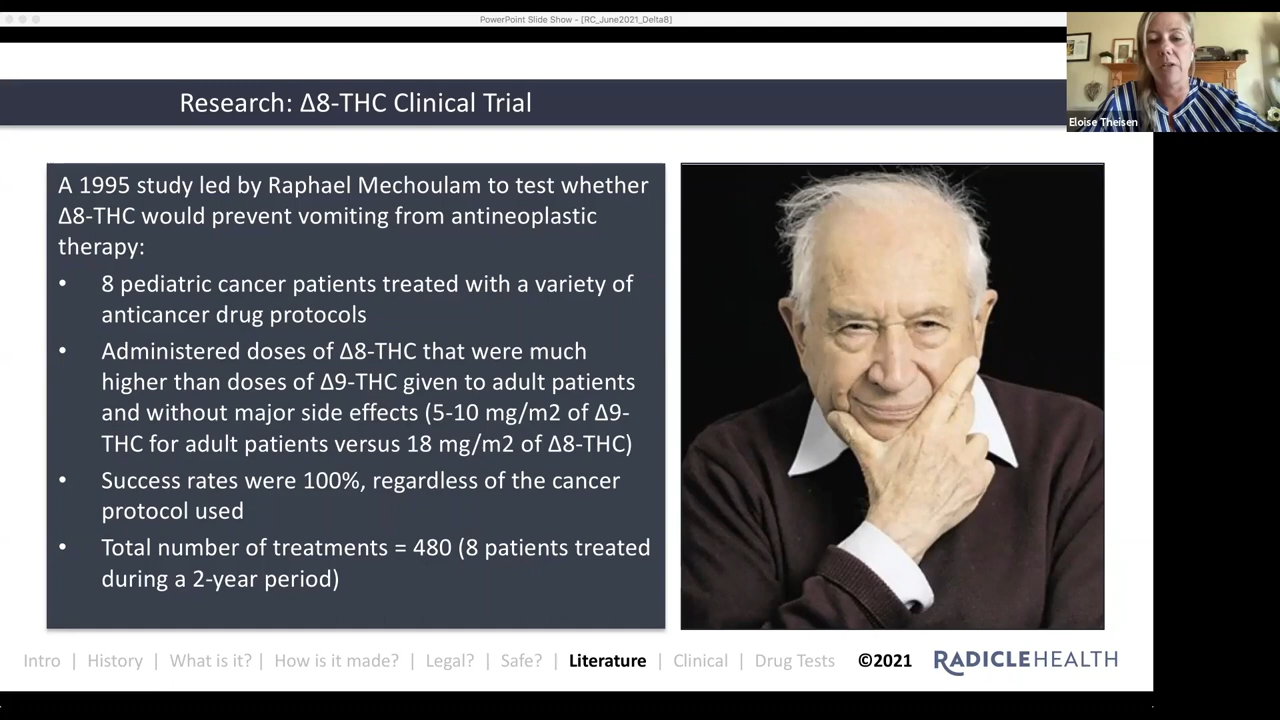 PowerPoint Slide Show - [RC_June2021_Delta8]
Eloise Theisen
Research: Δ8-THC Clinical Trial
A 1995 study led by Raphael Mechoulam to test whether
Δ8-THC would prevent vomiting from antineoplastic
therapy:
• 8 pediatric cancer patients treated with a variety of
anticancer drug protocols
• Administered doses of Δ8-THC that were much
higher than doses of Δ9-THC given to adult patients
and without major side effects (5-10 mg/m2 of Δ9-
THC for adult patients versus 18 mg/m2 of Δ8-THC)
• Success rates were 100%, regardless of the cancer
protocol used
• Total number of treatments = 480 (8 patients treated
during a 2-year period)
Intro | History | What is it? | How is it made? | Legal? | Safe? | Literature | Clinical | Drug Tests ©2021 RADICLEHEALTH